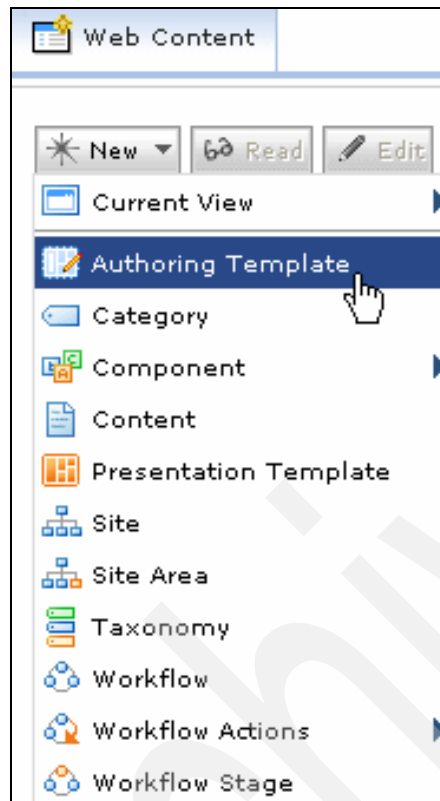 Web Content
New Read Edit
Current View
Authoring Template
Category
Component
Content
Presentation Template
Site
Site Area
Taxonomy
Workflow
Workflow Actions
Workflow Stage